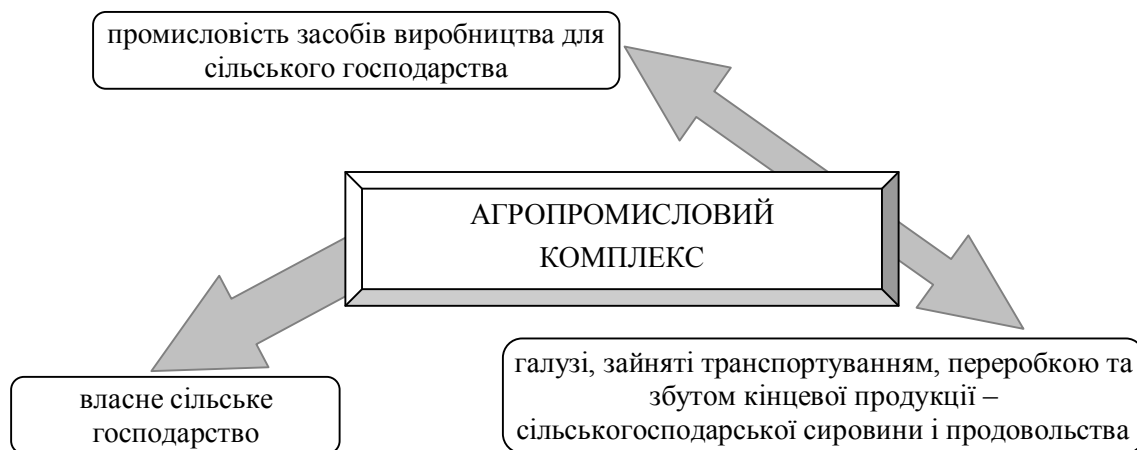 промисловість засобів виробництва для
сільського господарства
АГРОПРОМИСЛОВИЙ
КОМПЛЕКС
власне сільське
господарство
галузі, зайняті транспортуванням, переробкою та
збутом кінцевої продукції –
сільськогосподарської сировини і продовольства